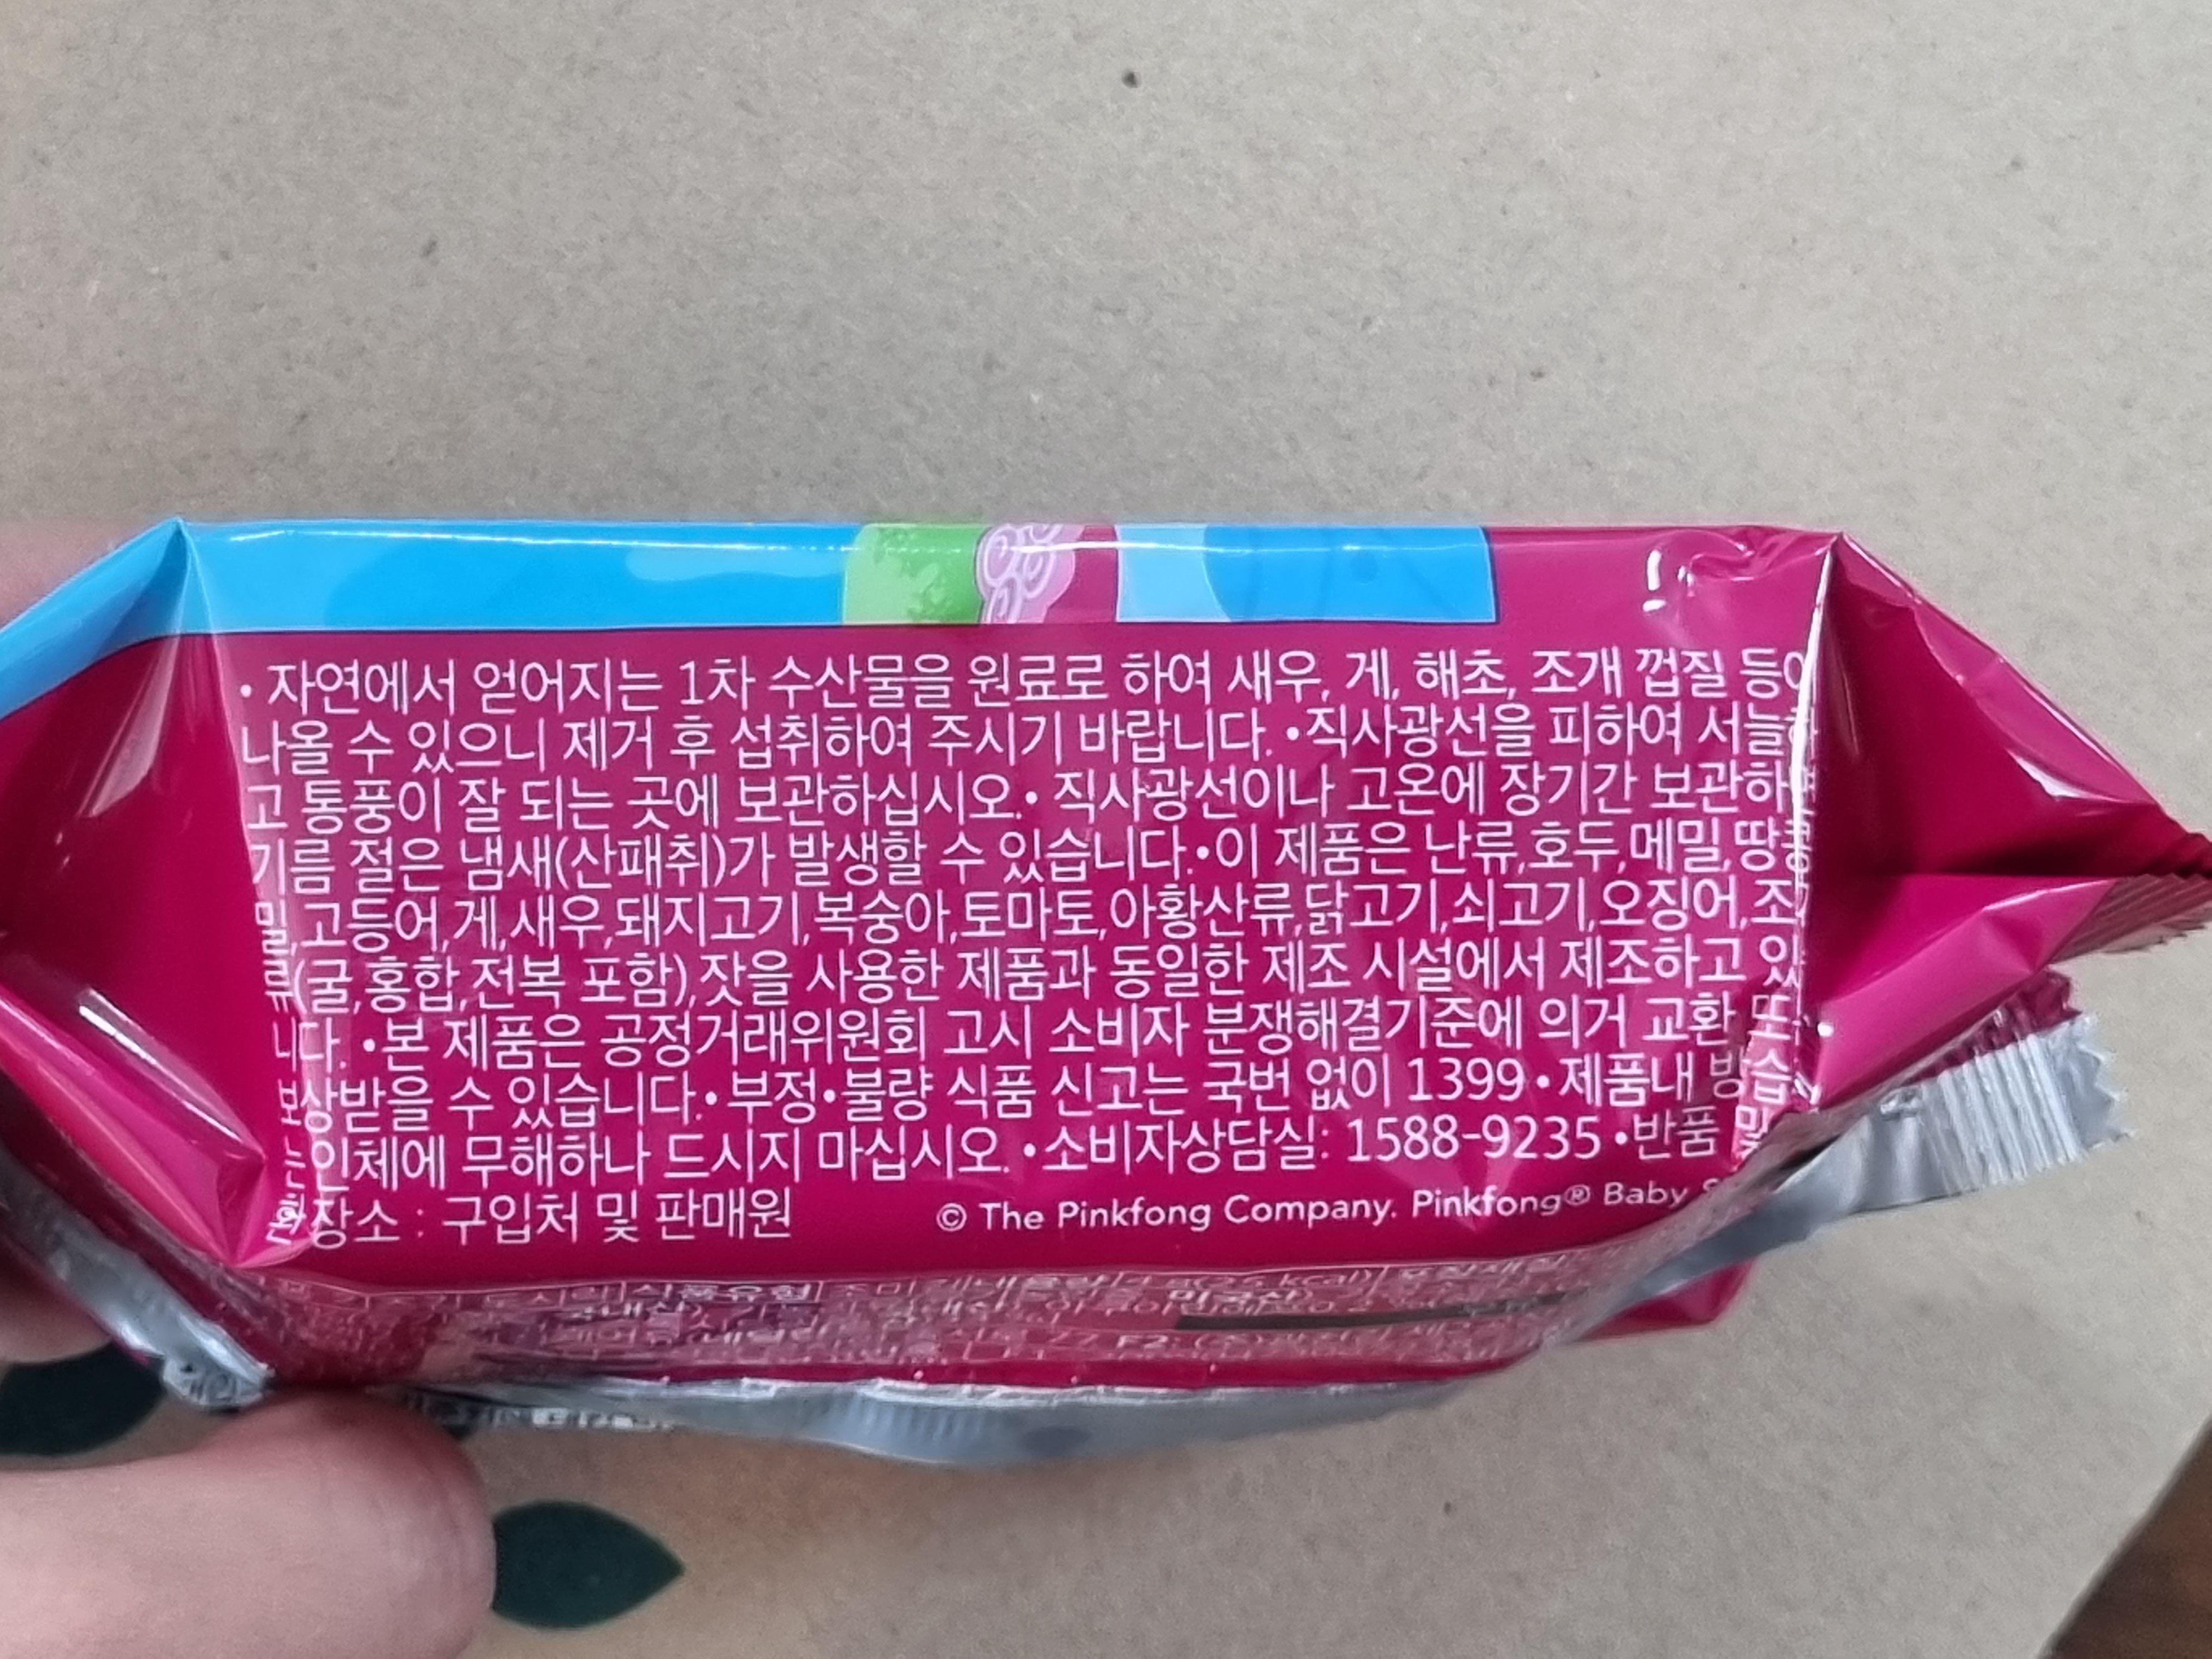 • 자연에서 얻어지는 1차 수산물을 원료로 하여 새우, 게, 해초, 조개 껍질 등이
나올 수 있으니 제거 후 섭취하여 주시기 바랍니다. •직사광선을 피하여 서늘하
고 통풍이 잘 되는 곳에 보관하십시오.• 직사광선이나 고온에 장기간 보관하면
기름 절은 냄새(산패취)가 발생할 수 있습니다.•이 제품은 난류,호두,메밀,땅콩,
밀,고등어,게,새우,돼지고기,복숭아,토마토,아황산류,닭고기,쇠고기,오징어,조개
류(굴,홍합,전복 포함),잣을 사용한 제품과 동일한 제조 시설에서 제조하고 있
니다. •본 제품은 공정거래위원회 고시 소비자 분쟁해결기준에 의거 교환 또
보상받을 수 있습니다.•부정•불량 식품 신고는 국번 없이 1399 •제품내 방습
는 인체에 무해하나 드시지 마십시오. •소비자상담실: 1588-9235 •반품 및
환장소 : 구입처 및 판매원 © The Pinkfong Company. Pinkfong® Baby
식품유형